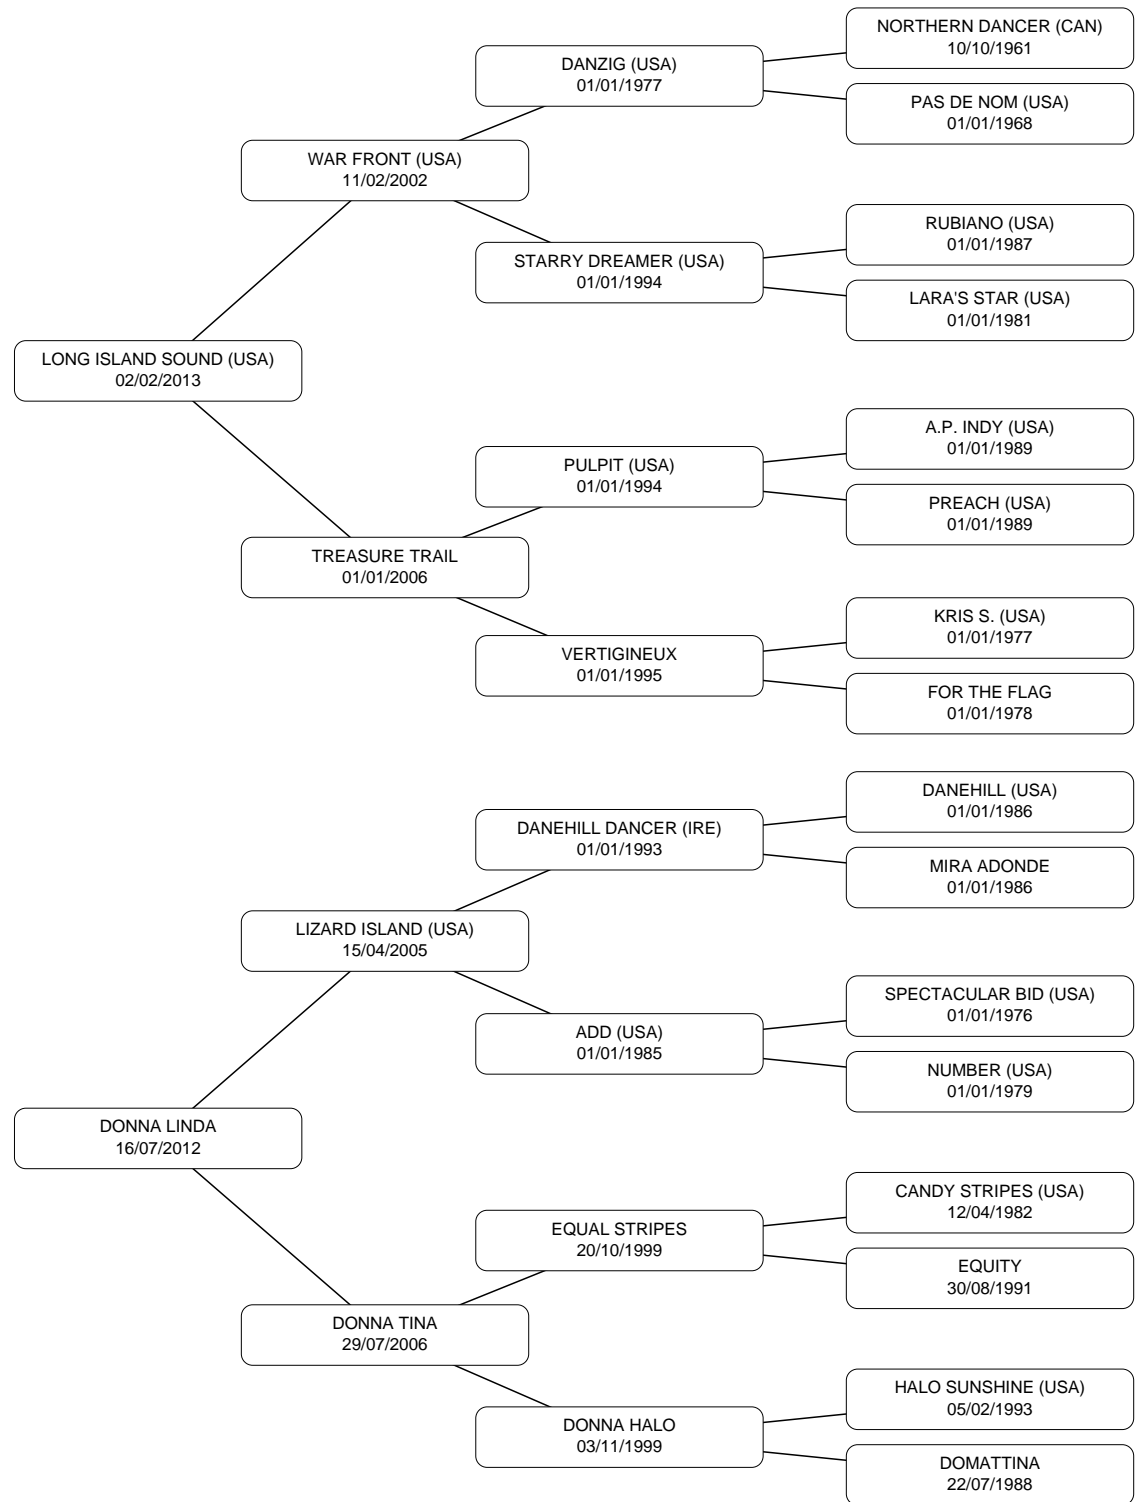 NORTHERN DANCER (CAN)
10/10/1961
DANZIG (USA)
01/01/1977
PAS DE NOM (USA)
01/01/1968
WAR FRONT (USA)
11/02/2002
RUBIANO (USA)
01/01/1987
STARRY DREAMER (USA)
01/01/1994
LARA'S STAR (USA)
01/01/1981
LONG ISLAND SOUND (USA)
02/02/2013
A.P. INDY (USA)
01/01/1989
PULPIT (USA)
01/01/1994
PREACH (USA)
01/01/1989
TREASURE TRAIL
01/01/2006
KRIS S. (USA)
01/01/1977
VERTIGINEUX
01/01/1995
FOR THE FLAG
01/01/1978
DANEHILL (USA)
01/01/1986
DANEHILL DANCER (IRE)
01/01/1993
MIRA ADONDE
01/01/1986
LIZARD ISLAND (USA)
15/04/2005
SPECTACULAR BID (USA)
01/01/1976
ADD (USA)
01/01/1985
NUMBER (USA)
01/01/1979
DONNA LINDA
16/07/2012
CANDY STRIPES (USA)
12/04/1982
EQUAL STRIPES
20/10/1999
EQUITY
30/08/1991
DONNA TINA
29/07/2006
HALO SUNSHINE (USA)
05/02/1993
DONNA HALO
03/11/1999
DOMATTINA
22/07/1988